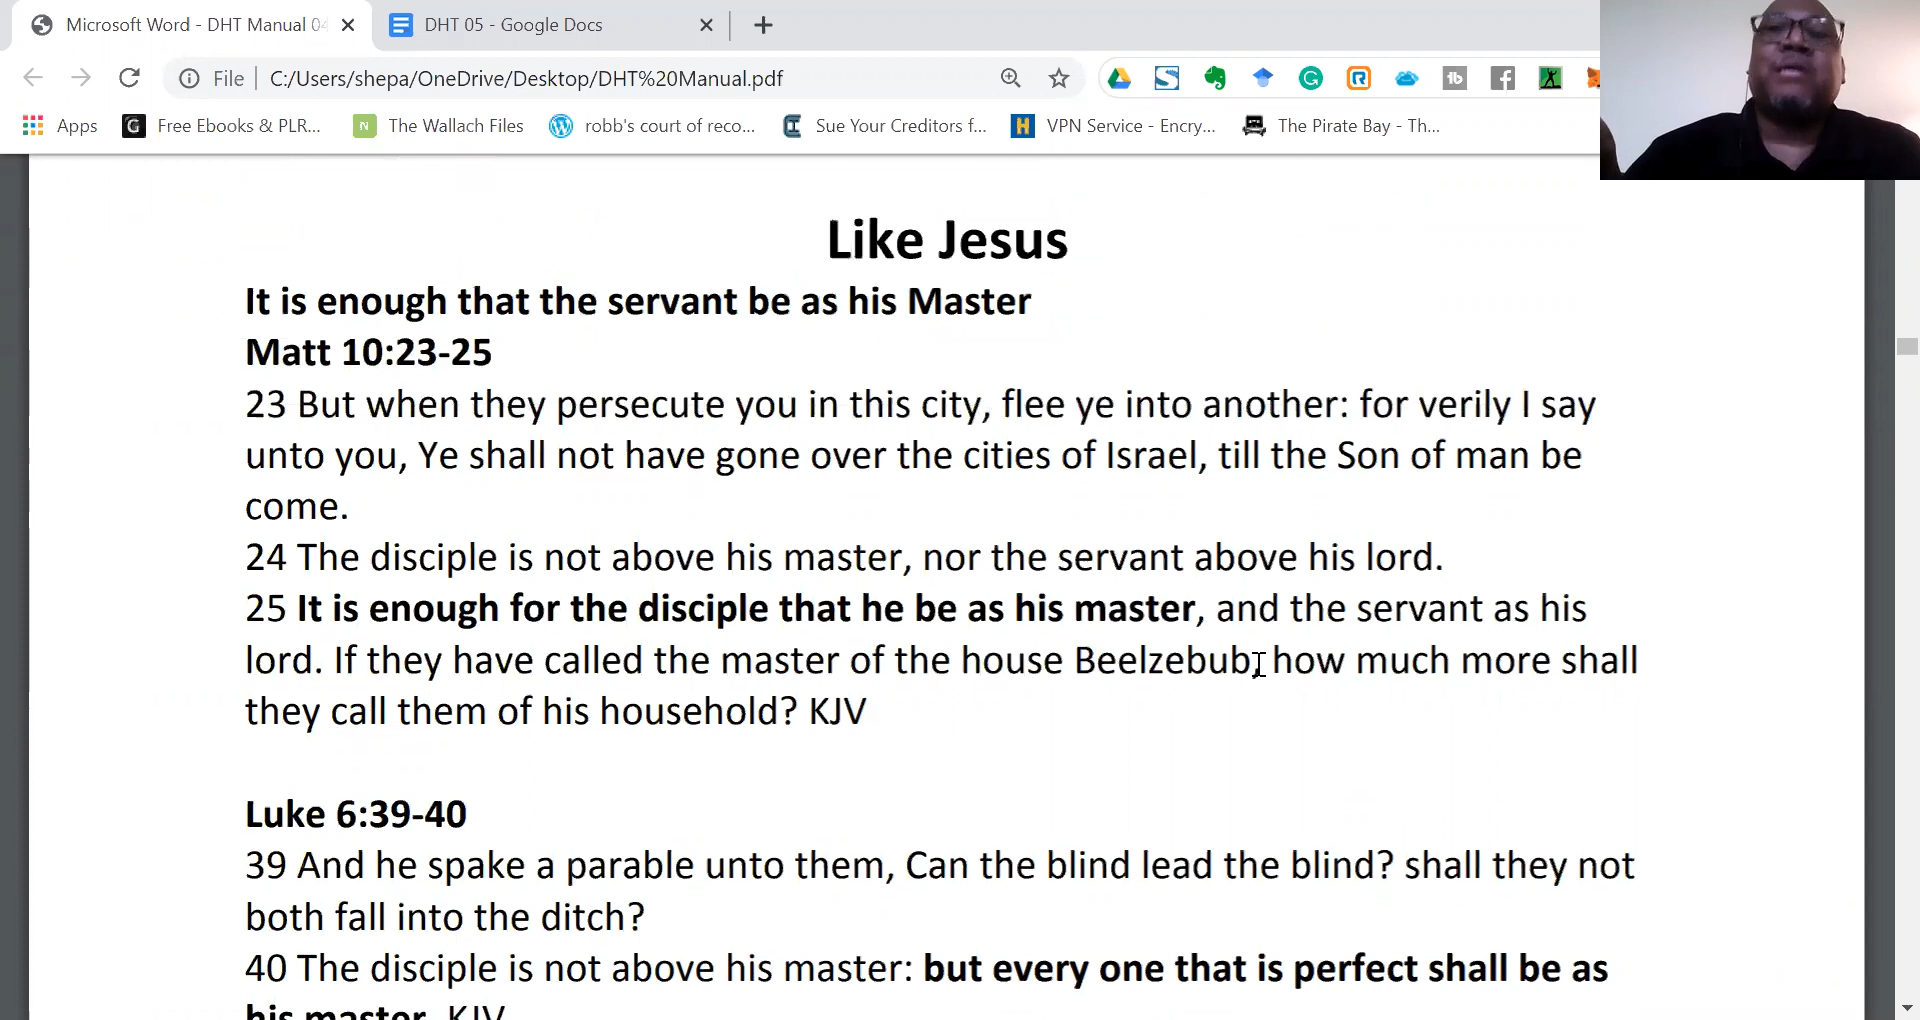 Microsoft Word - DHT Manual 04
DHT 05 - Google Docs
File C:/Users/shepa/OneDrive/Desktop/DHT%20Manual.pdf
Apps Free Ebooks & PLR... The Wallach Files robb's court of reco... Sue Your Creditors f... VPN Service - Encry... The Pirate Bay - Th...
Like Jesus
It is enough that the servant be as his Master
Matt 10:23-25
23 But when they persecute you in this city, flee ye into another: for verily I say
unto you, Ye shall not have gone over the cities of Israel, till the Son of man be
come.
24 The disciple is not above his master, nor the servant above his lord.
25 It is enough for the disciple that he be as his master, and the servant as his
lord. If they have called the master of the house Beelzebub, how much more shall
they call them of his household? KJV
Luke 6:39-40
39 And he spake a parable unto them, Can the blind lead the blind? shall they not
both fall into the ditch?
40 The disciple is not above his master: but every one that is perfect shall be as
his master. KJV